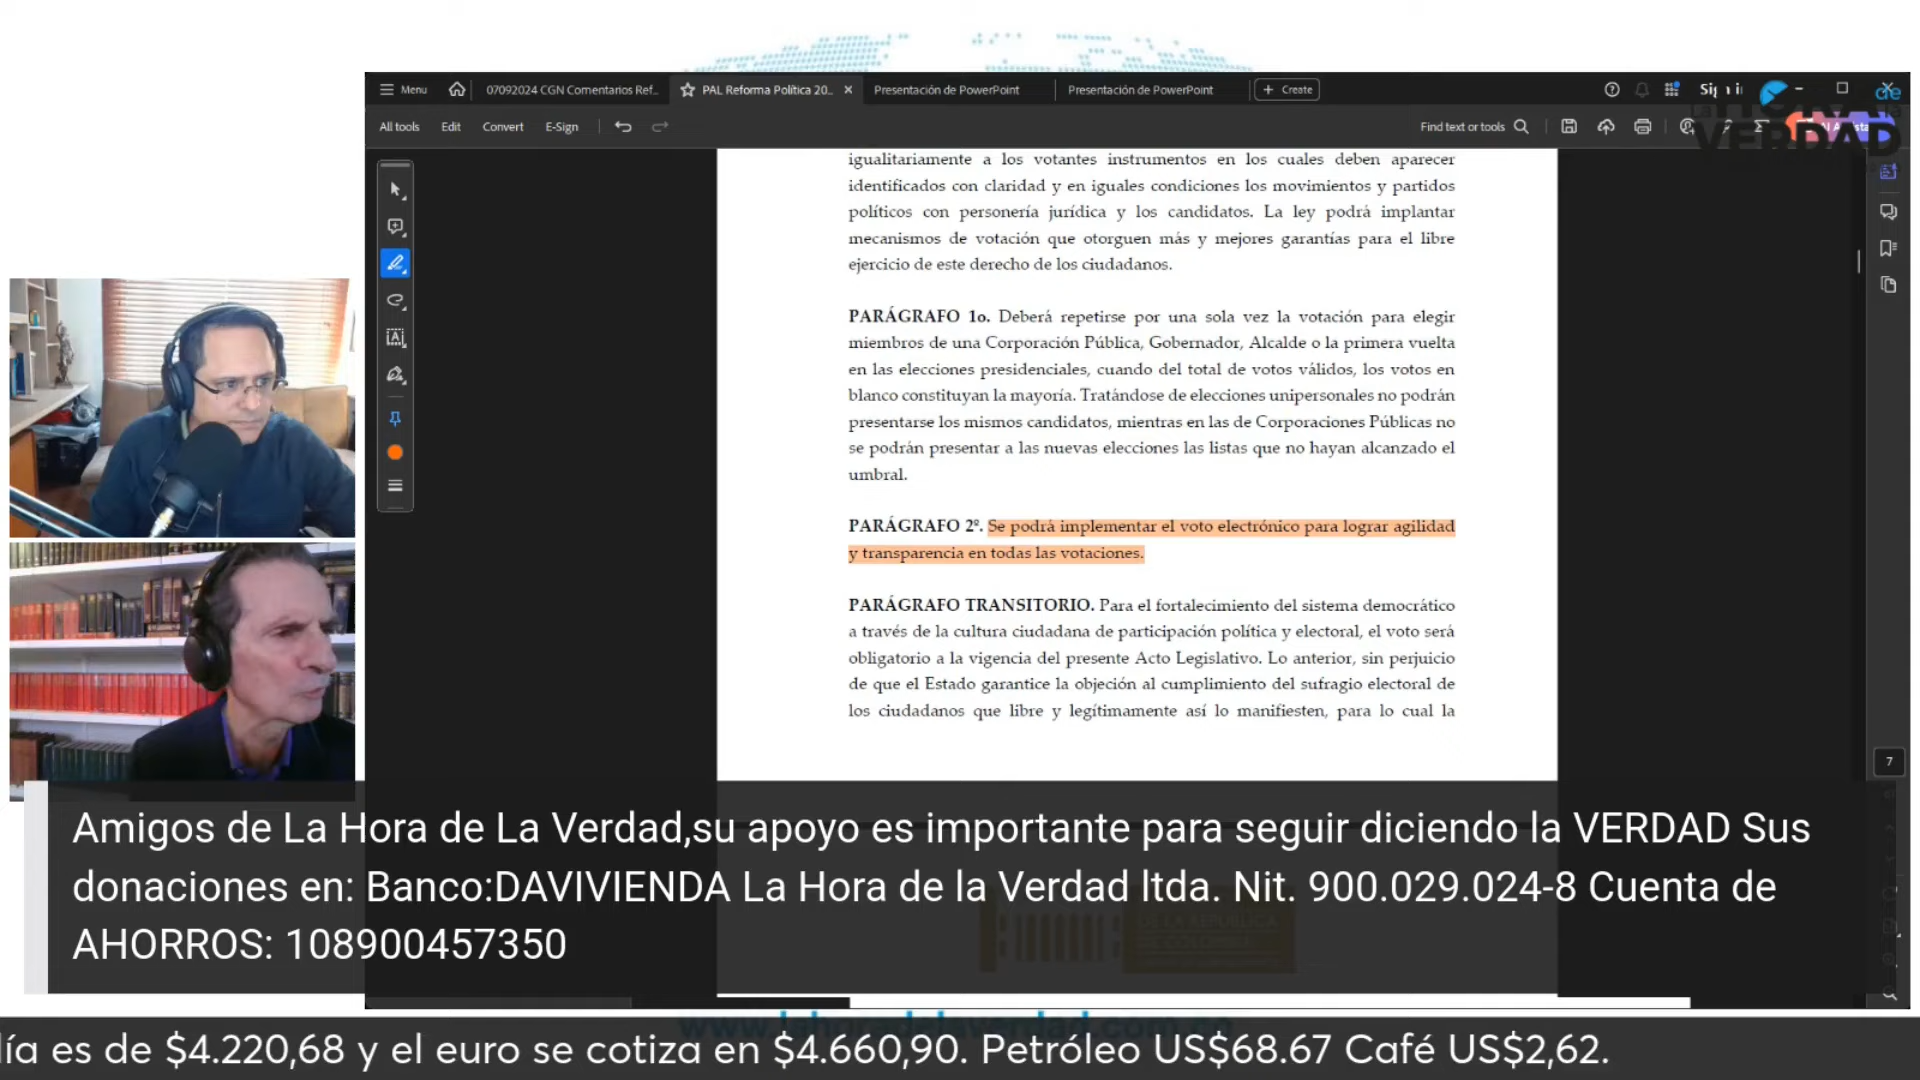 Menu
07092024 CGN Comentarios Ref...
PAL Reforma Política 20...
Presentación de PowerPoint
Presentación de PowerPoint
Create
All tools
Edit
Convert
E-Sign
Find text or tools
VERDAD
igualitariamente a los votantes instrumentos en los cuales deben aparecer
identificados con claridad y en iguales condiciones los movimientos y partidos
políticos con personería jurídica y los candidatos. La ley podrá implantar
mecanismos de votación que otorguen más y mejores garantías para el libre
ejercicio de este derecho de los ciudadanos.
PARÁGRAFO 1o. Deberá repetirse por una sola vez la votación para elegir
miembros de una Corporación Pública, Gobernador, Alcalde o la primera vuelta
en las elecciones presidenciales, cuando del total de votos válidos, los votos en
blanco constituyan la mayoría. Tratándose de elecciones unipersonales no podrán
presentarse los mismos candidatos, mientras en las de Corporaciones Públicas no
se podrán presentar a las nuevas elecciones las listas que no hayan alcanzado el
umbral.
PARÁGRAFO 2º. Se podrá implementar el voto electrónico para lograr agilidad
y transparencia en todas las votaciones.
PARÁGRAFO TRANSITORIO. Para el fortalecimiento del sistema democrático
a través de la cultura ciudadana de participación política y electoral, el voto será
obligatorio a la vigencia del presente Acto Legislativo. Lo anterior, sin perjuicio
de que el Estado garantice la objeción al cumplimiento del sufragio electoral de
los ciudadanos que libre y legítimamente así lo manifiesten, para lo cual la
7
Amigos de La Hora de La Verdad,su apoyo es importante para seguir diciendo la VERDAD Sus
donaciones en: Banco:DAVIVIENDA La Hora de la Verdad ltda. Nit. 900.029.024-8 Cuenta de
AHORROS: 108900457350
www.lahoradelaverdad.com.co
ía es de $4.220,68 y el euro se cotiza en $4.660,90. Petróleo US$68.67 Café US$2,62.